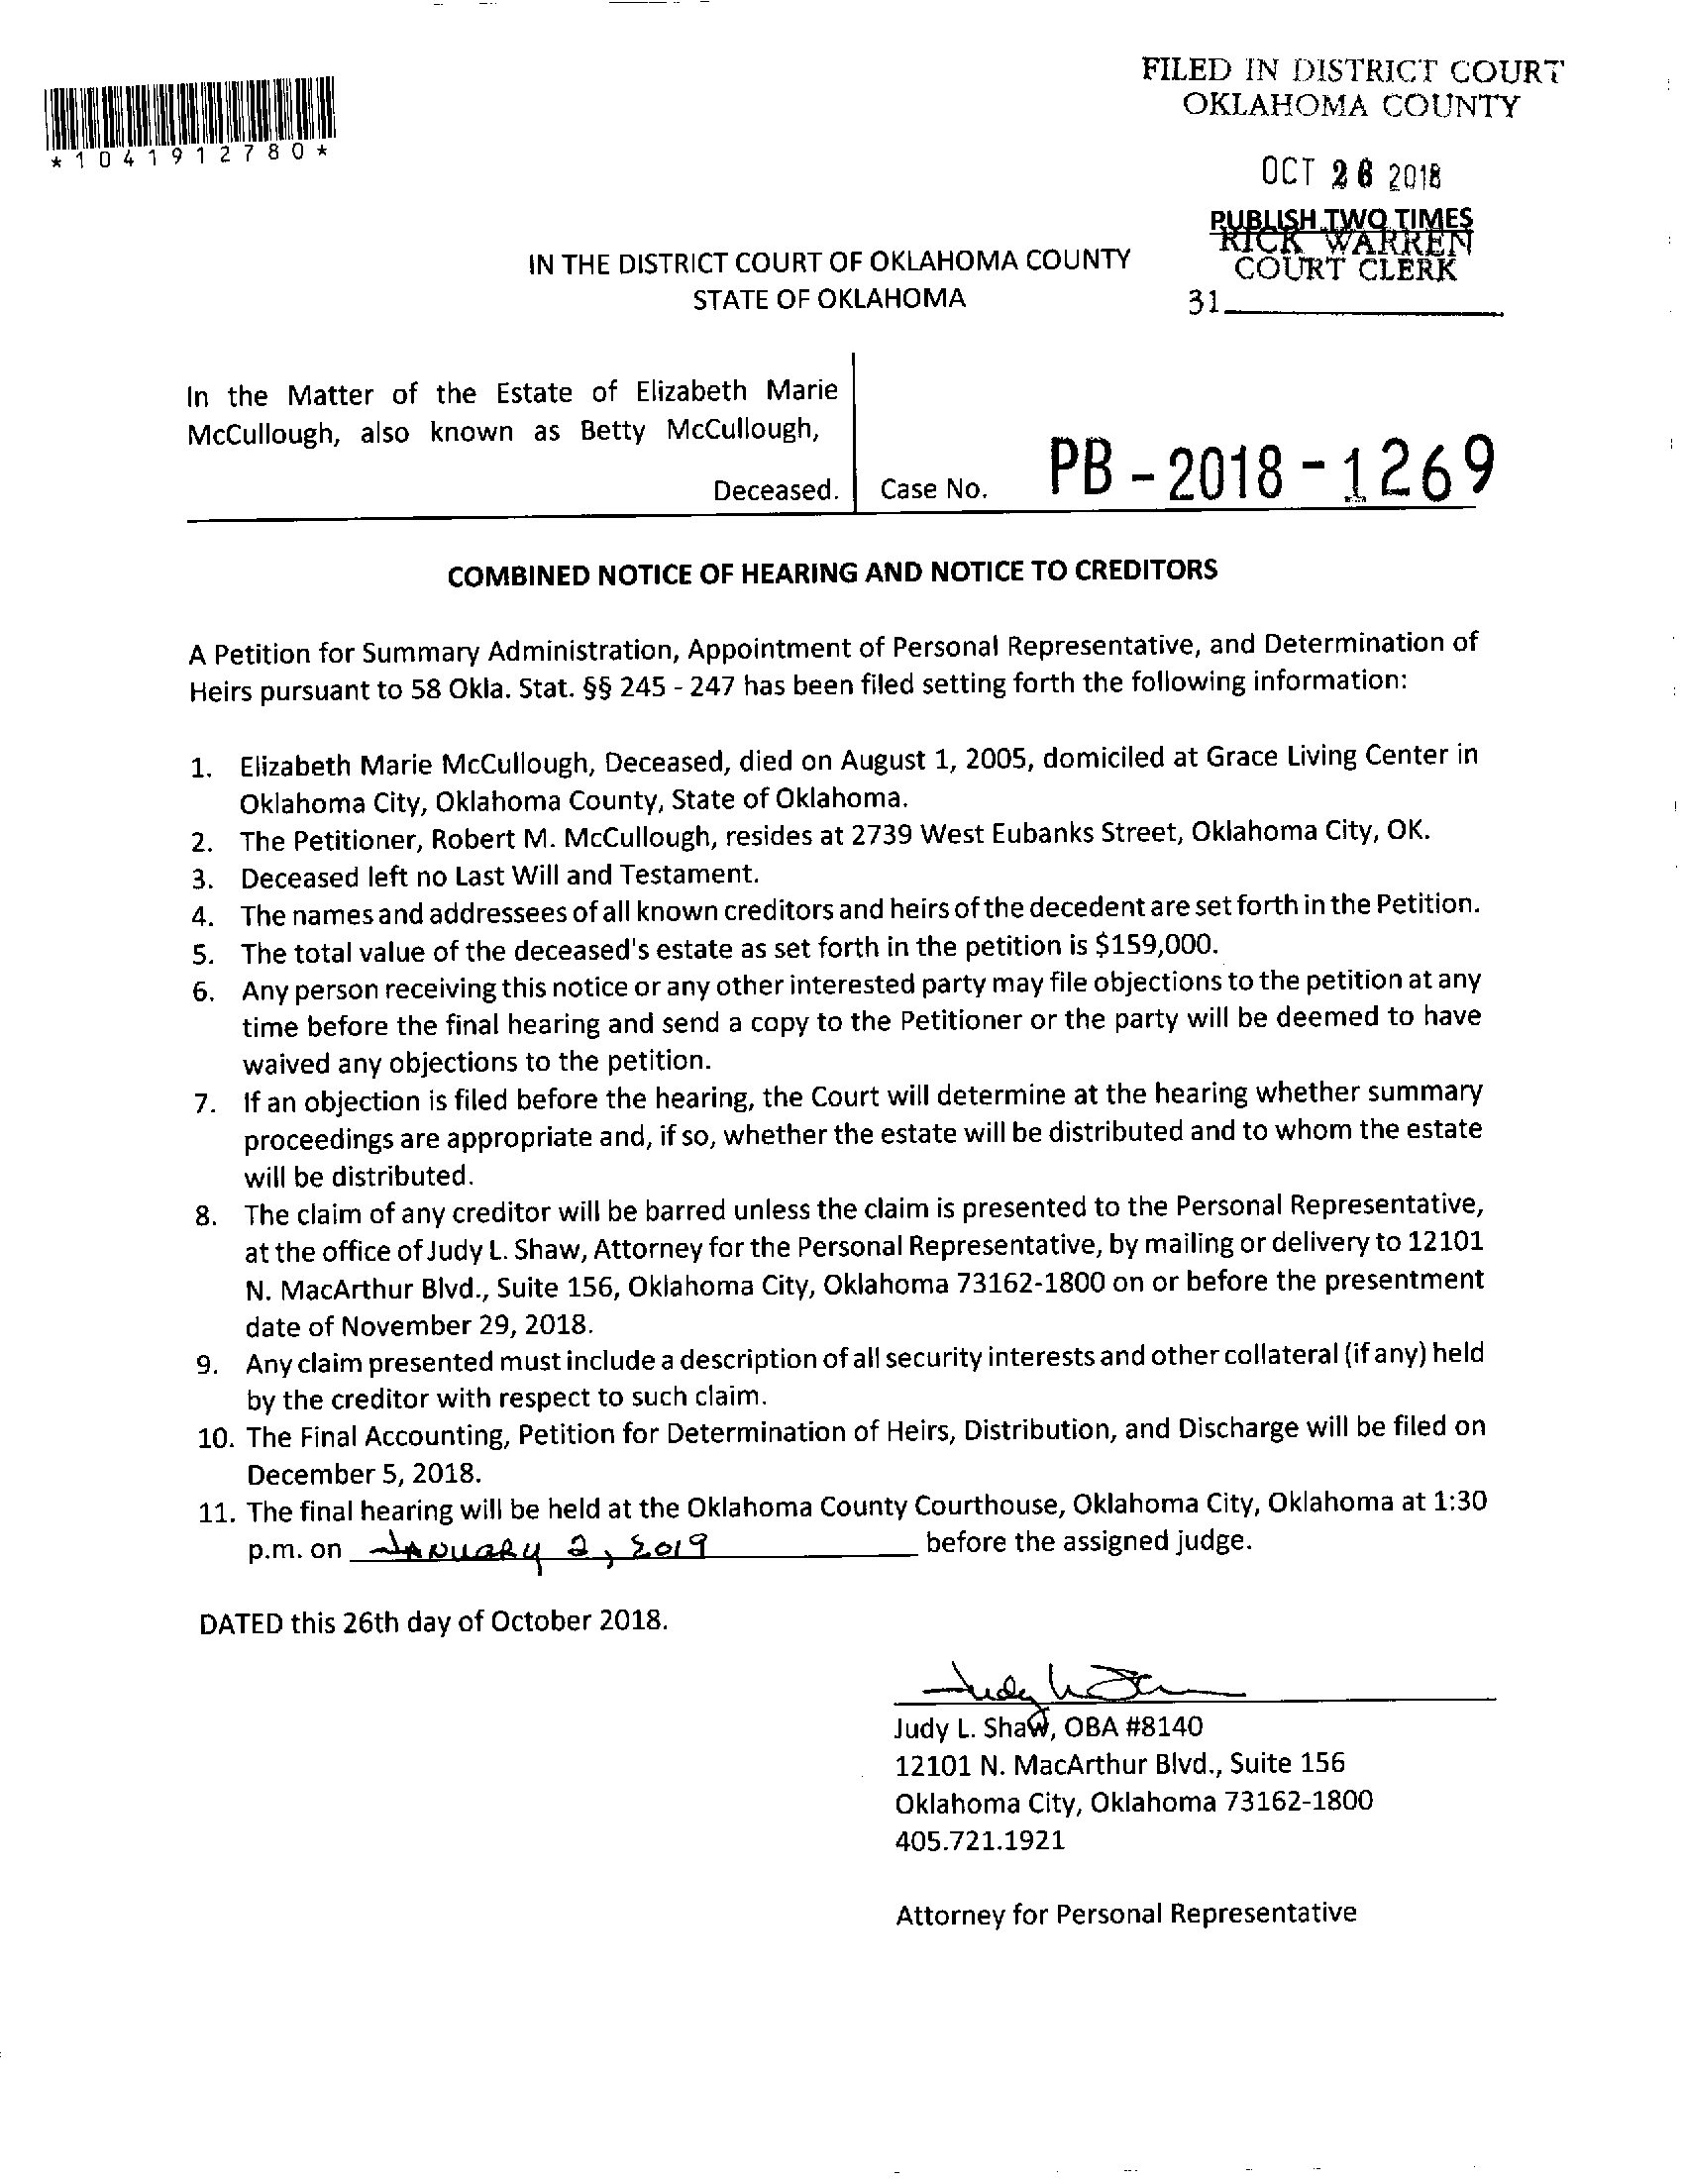 FILED IN DISTRICT COURT
OKLAHOMA COUNTY
*1041912780*
OCT 26 2018
PUBLISH TWO TIMES
RICK WARREN
COURT CLERK
31
IN THE DISTRICT COURT OF OKLAHOMA COUNTY
STATE OF OKLAHOMA
In the Matter of the Estate of Elizabeth Marie
McCullough, also known as Betty McCullough,
Deceased.
Case No. PB-2018-1269
COMBINED NOTICE OF HEARING AND NOTICE TO CREDITORS
A Petition for Summary Administration, Appointment of Personal Representative, and Determination of
Heirs pursuant to 58 Okla. Stat. §§ 245 - 247 has been filed setting forth the following information:
1. Elizabeth Marie McCullough, Deceased, died on August 1, 2005, domiciled at Grace Living Center in
Oklahoma City, Oklahoma County, State of Oklahoma.
2. The Petitioner, Robert M. McCullough, resides at 2739 West Eubanks Street, Oklahoma City, OK.
3. Deceased left no Last Will and Testament.
4. The names and addressees of all known creditors and heirs of the decedent are set forth in the Petition.
5. The total value of the deceased's estate as set forth in the petition is $159,000.
6. Any person receiving this notice or any other interested party may file objections to the petition at any
time before the final hearing and send a copy to the Petitioner or the party will be deemed to have
waived any objections to the petition.
7. If an objection is filed before the hearing, the Court will determine at the hearing whether summary
proceedings are appropriate and, if so, whether the estate will be distributed and to whom the estate
will be distributed.
8. The claim of any creditor will be barred unless the claim is presented to the Personal Representative,
at the office of Judy L. Shaw, Attorney for the Personal Representative, by mailing or delivery to 12101
N. MacArthur Blvd., Suite 156, Oklahoma City, Oklahoma 73162-1800 on or before the presentment
date of November 29, 2018.
9. Any claim presented must include a description of all security interests and other collateral (if any) held
by the creditor with respect to such claim.
10. The Final Accounting, Petition for Determination of Heirs, Distribution, and Discharge will be filed on
December 5, 2018.
11. The final hearing will be held at the Oklahoma County Courthouse, Oklahoma City, Oklahoma at 1:30
p.m. on January 2, 2019 before the assigned judge.
DATED this 26th day of October 2018.
Judy L. Shaw, OBA #8140
12101 N. MacArthur Blvd., Suite 156
Oklahoma City, Oklahoma 73162-1800
405.721.1921
Attorney for Personal Representative